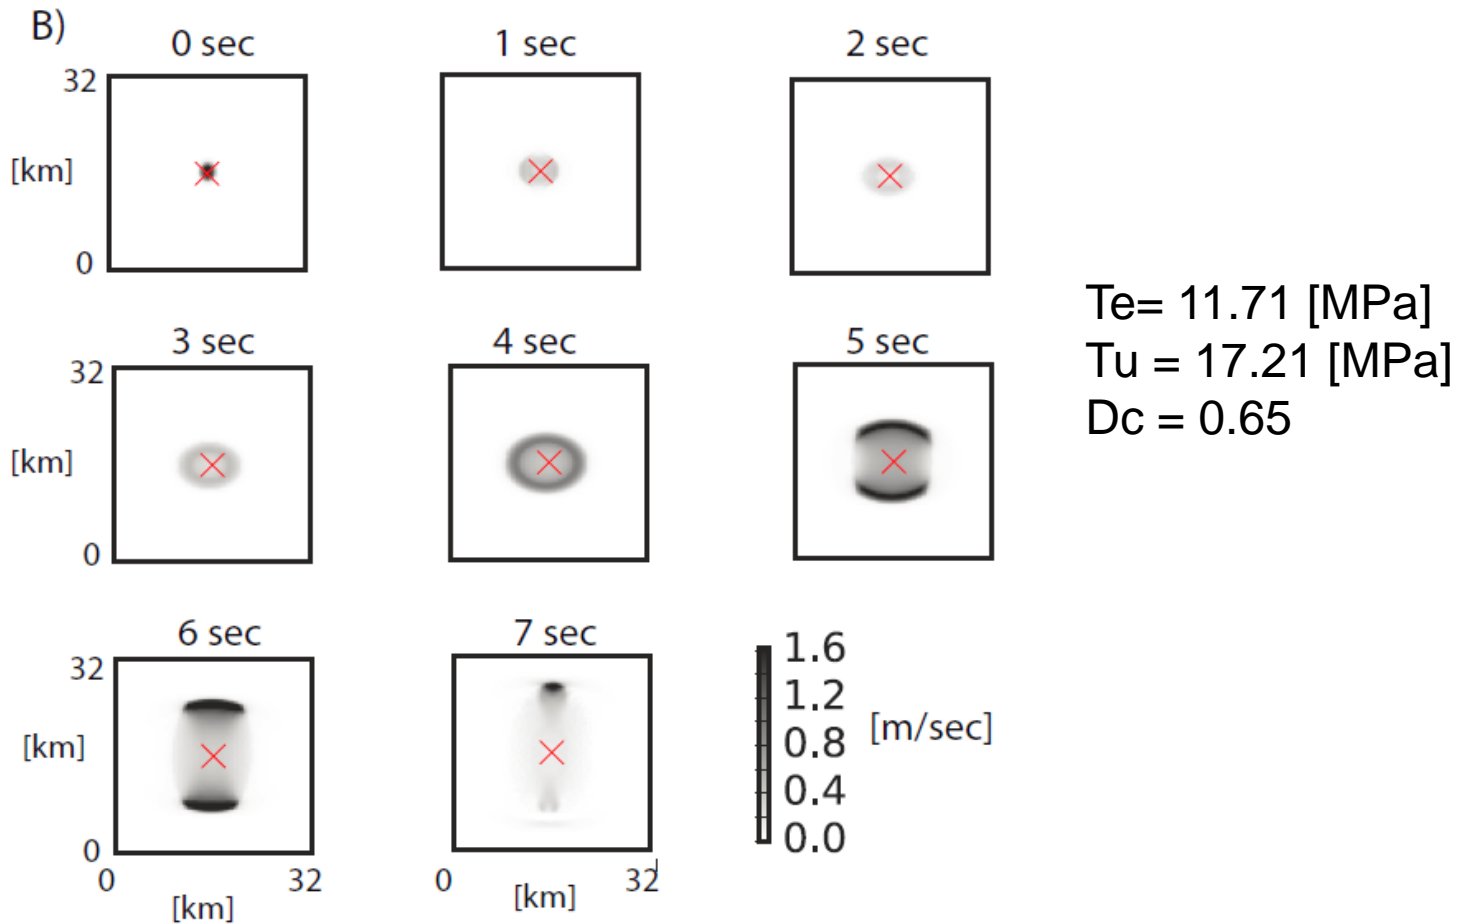 B)
0 sec
1 sec
2 sec
32
[km]
0
3 sec
4 sec
5 sec
32
[km]
0
6 sec
7 sec
32
[km]
0
0
32
[km]
0
32
[km]
1.6
1.2
0.8
0.4
0.0
[m/sec]
Te= 11.71 [MPa]
Tu = 17.21 [MPa]
Dc = 0.65